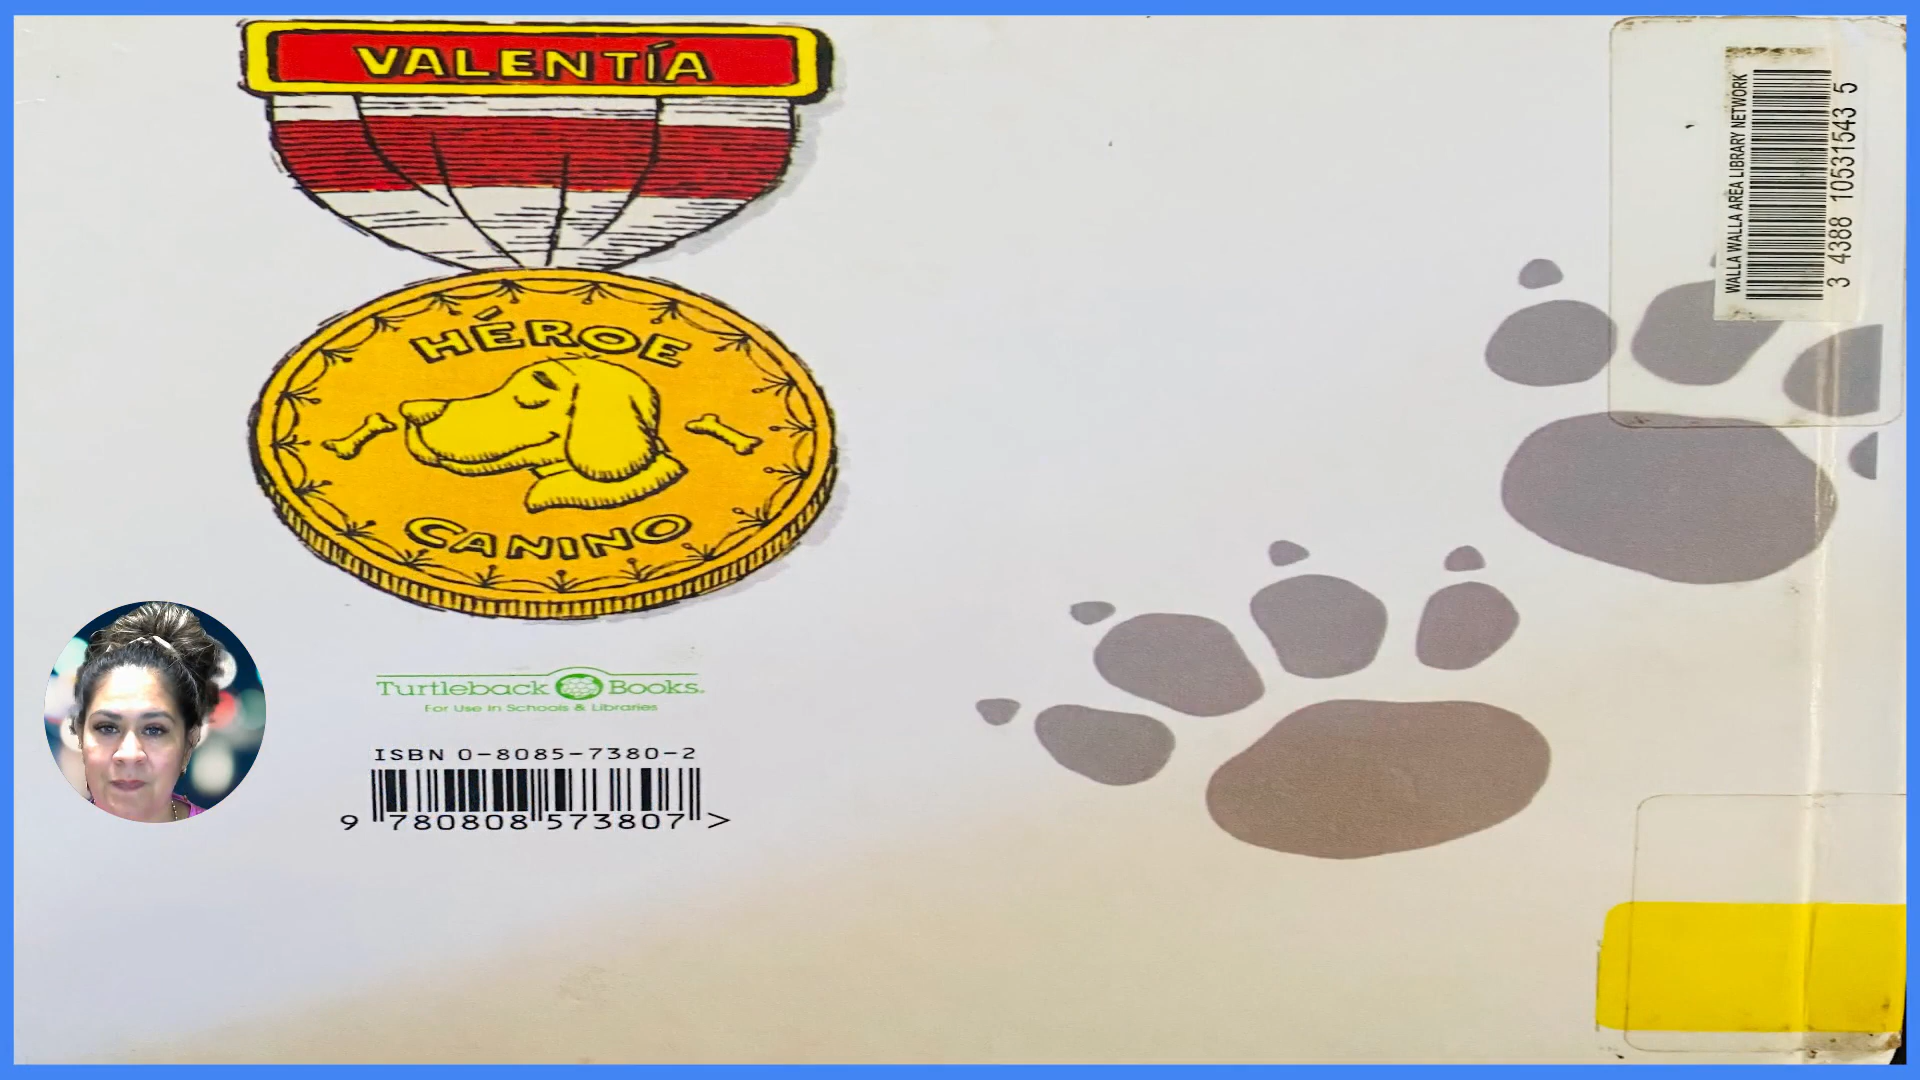 VALENTÍA
HÉROE
CANINO
Turtleback Books.
For Use in Schools & Libraries
ISBN 0-8085-7380-2
9 780808 573807 >
WALLA WALLA AREA LIBRARY NETWORK
3 4388 10531543 5